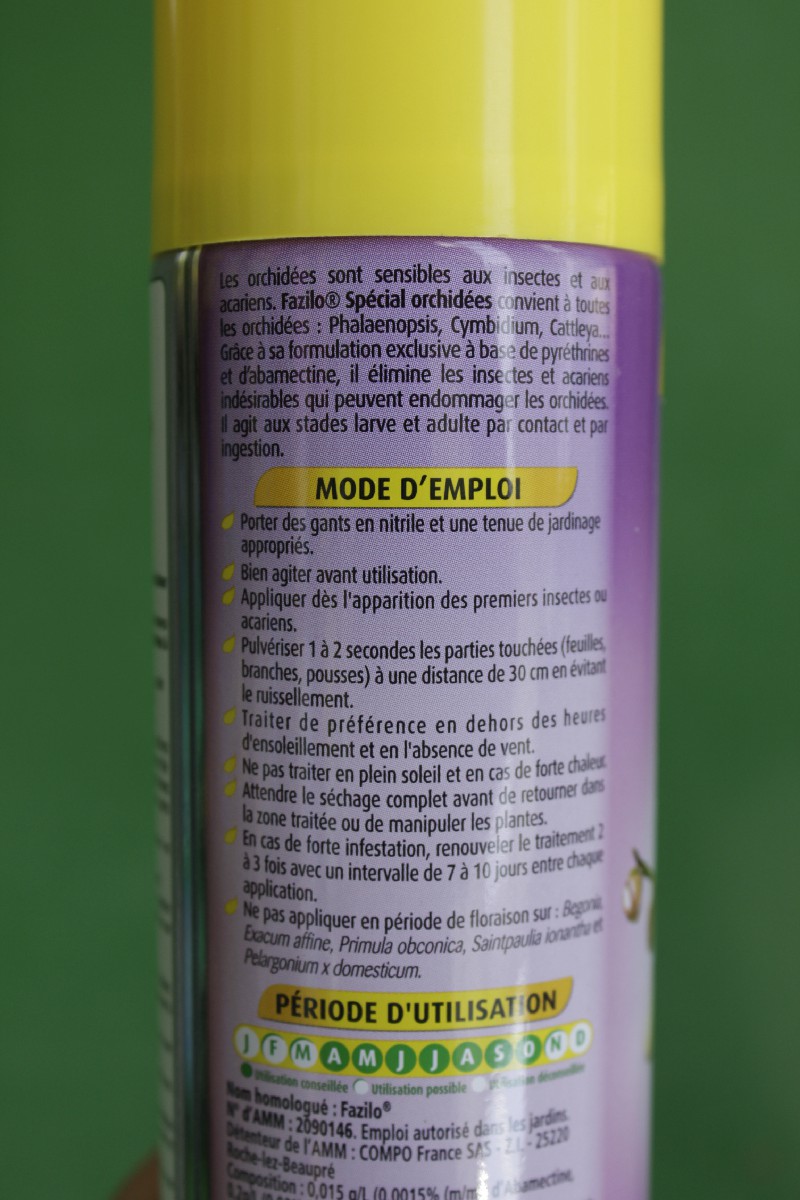 Les orchidées sont sensibles aux insectes et aux
acariens. Fazilo® Spécial orchidées convient à toutes
les orchidées : Phalaenopsis, Cymbidium, Cattleya...
Grâce à sa formulation exclusive à base de pyréthrines
et d'abamectine, il élimine les insectes et acariens
indésirables qui peuvent endommager les orchidées.
Il agit aux stades larve et adulte par contact et par
ingestion.
MODE D'EMPLOI
Porter des gants en nitrile et une tenue de jardinage
appropriés.
Bien agiter avant utilisation.
Appliquer dès l'apparition des premiers insectes ou
acariens.
Pulvériser 1 à 2 secondes les parties touchées (feuilles,
branches, pousses) à une distance de 30 cm en évitant
le ruissellement.
Traiter de préférence en dehors des heures
d'ensoleillement et en l'absence de vent.
Ne pas traiter en plein soleil et en cas de forte chaleur.
Attendre le séchage complet avant de retourner dans
la zone traitée ou de manipuler les plantes.
En cas de forte infestation, renouveler le traitement 2
à 3 fois avec un intervalle de 7 à 10 jours entre chaque
application.
Ne pas appliquer en période de floraison sur : Begonia,
Exacum affine, Primula obconica, Saintpaulia ionantha et
Pelargonium x domesticum.
PÉRIODE D'UTILISATION
J F M A M J J A S O N D
Utilisation conseillée Utilisation possible Utilisation déconseillée
Nom homologué : Fazilo®
N° d'AMM : 2090146. Emploi autorisé dans les jardins.
Détenteur de l'AMM : COMPO France SAS - Z.I. - 25220
Roche-lez-Beaupré
Composition : 0,015 g/L (0,0015% (m/m) d'Abamectine,